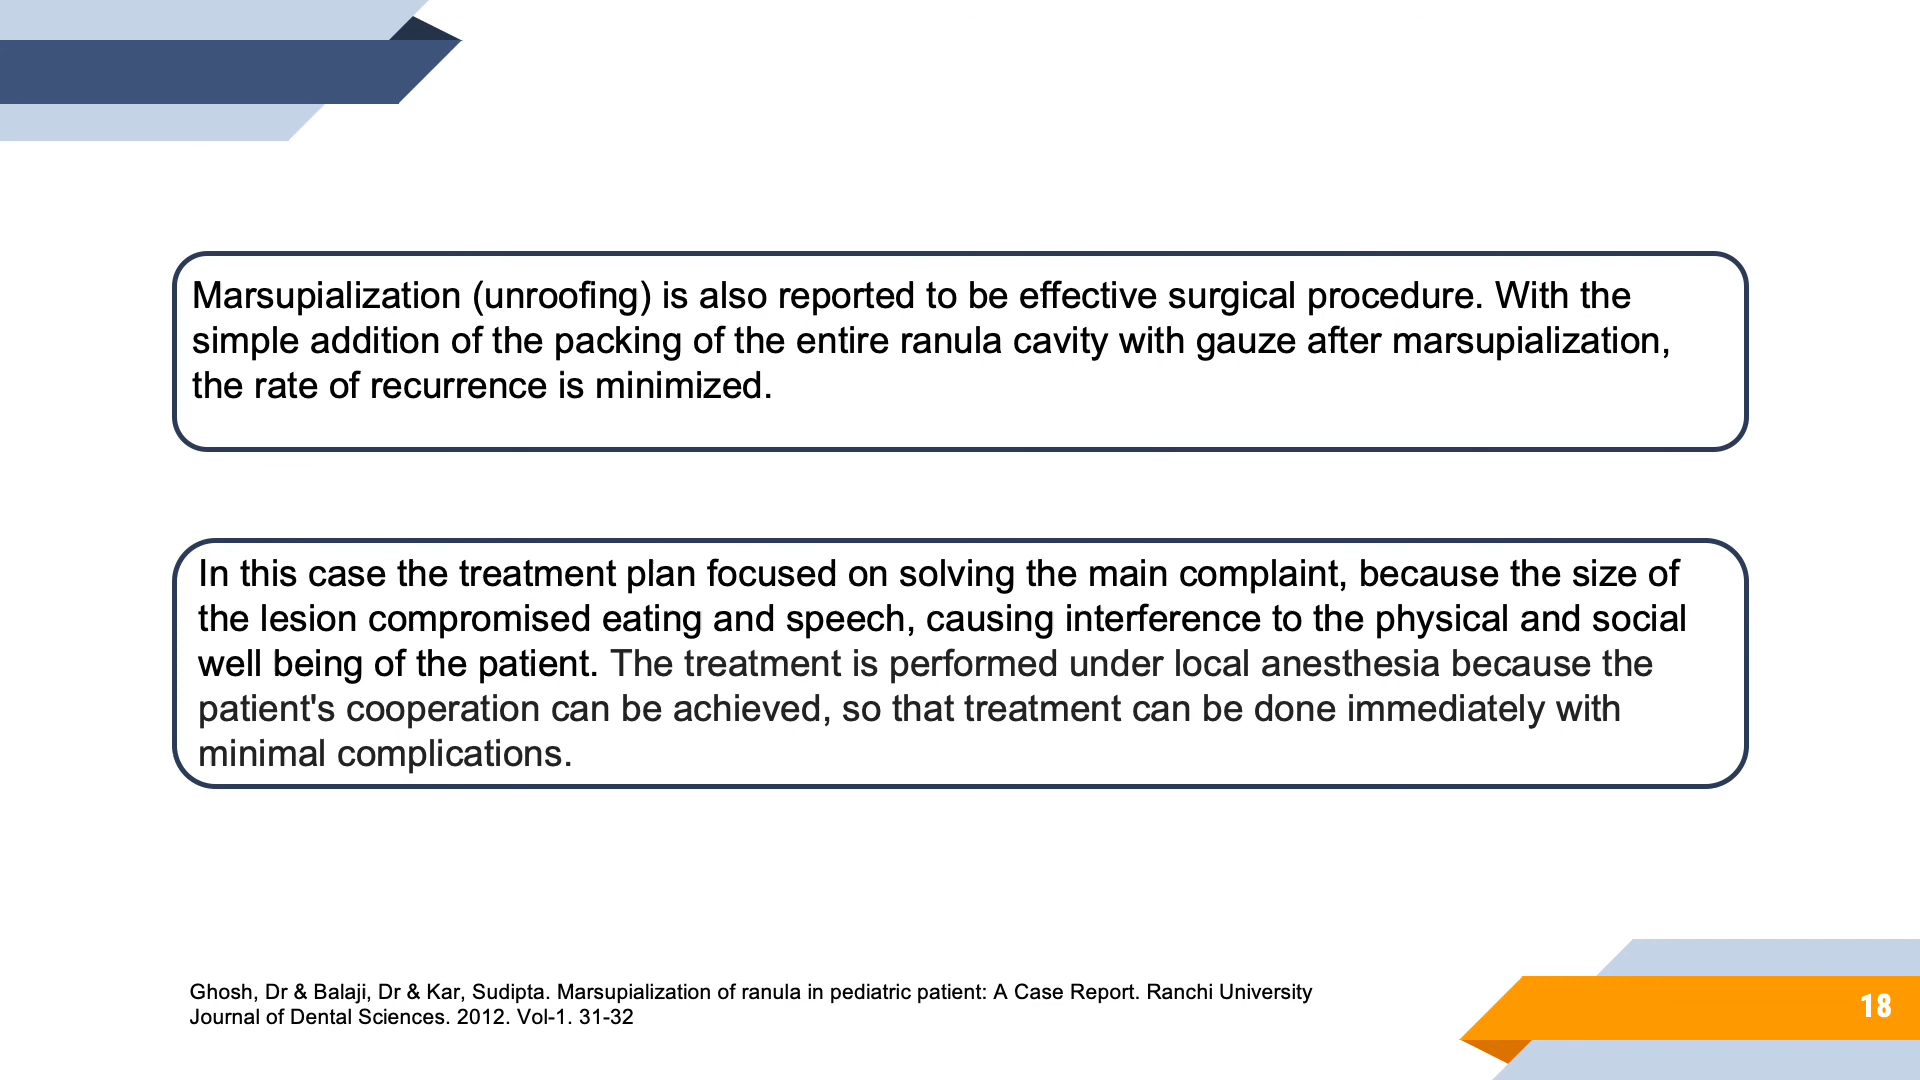 Marsupialization (unroofing) is also reported to be effective surgical procedure. With the
simple addition of the packing of the entire ranula cavity with gauze after marsupialization,
the rate of recurrence is minimized.
In this case the treatment plan focused on solving the main complaint, because the size of
the lesion compromised eating and speech, causing interference to the physical and social
well being of the patient. The treatment is performed under local anesthesia because the
patient's cooperation can be achieved, so that treatment can be done immediately with
minimal complications.
Ghosh, Dr & Balaji, Dr & Kar, Sudipta. Marsupialization of ranula in pediatric patient: A Case Report. Ranchi University
Journal of Dental Sciences. 2012. Vol-1. 31-32
18